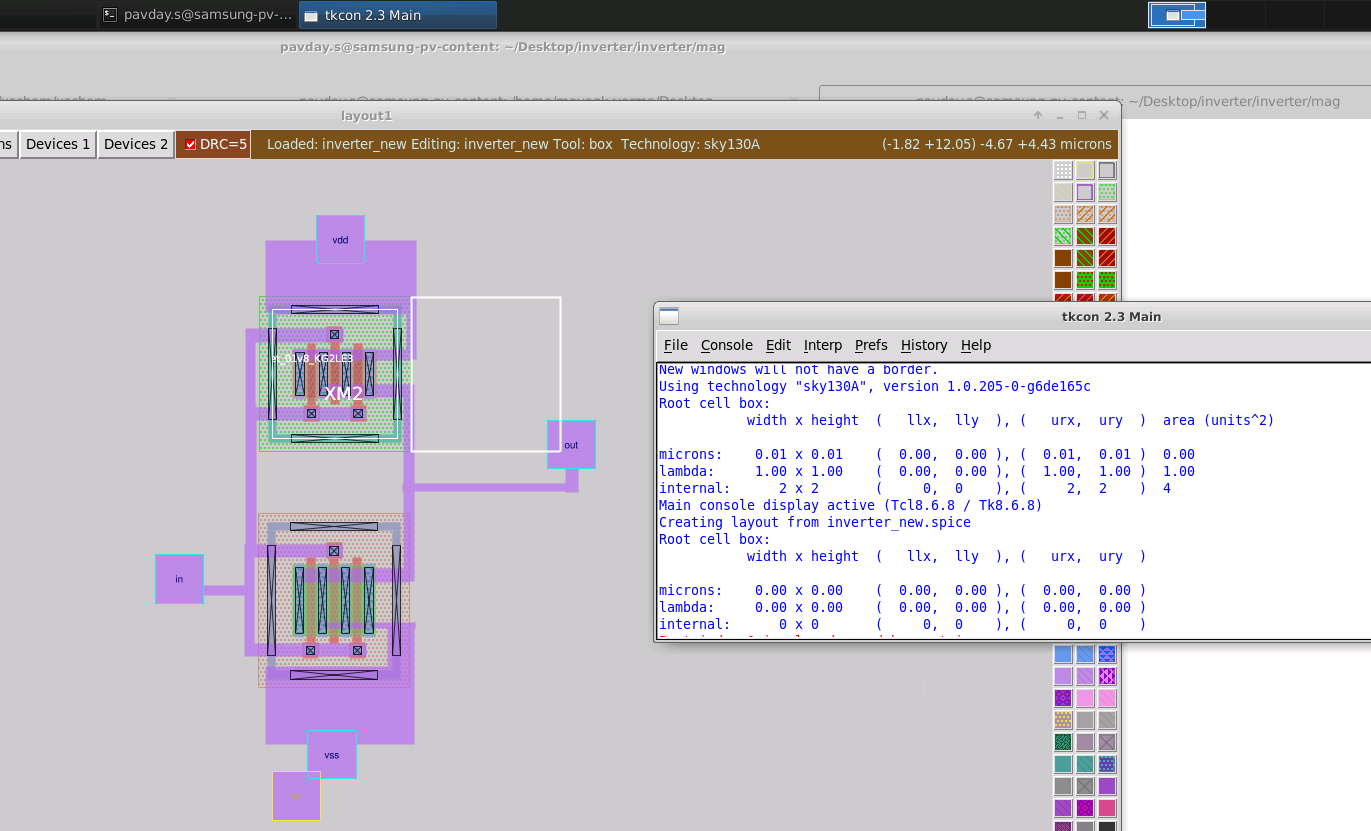 pavday.s@samsung-pv-... tkcon 2.3 Main
pavday.s@samsung-pv-content: ~/Desktop/inverter/inverter/mag
pavday.s@samsung-pv-content: ~/Desktop/inverter/inverter/mag
layout1
ns Devices 1 Devices 2 DRC=5 Loaded: inverter_new Editing: inverter_new Tool: box Technology: sky130A (-1.82 +12.05) -4.67 +4.43 microns
vdd
et_01v8_KG2LE3
XM2
out
in
vss
tkcon 2.3 Main
File Console Edit Interp Prefs History Help
New windows will not have a border.
Using technology "sky130A", version 1.0.205-0-g6de165c
Root cell box:
width x height ( llx, lly ), ( urx, ury ) area (units^2)
microns: 0.01 x 0.01 ( 0.00, 0.00 ), ( 0.01, 0.01 ) 0.00
lambda: 1.00 x 1.00 ( 0.00, 0.00 ), ( 1.00, 1.00 ) 1.00
internal: 2 x 2 ( 0, 0 ), ( 2, 2 ) 4
Main console display active (Tcl8.6.8 / Tk8.6.8)
Creating layout from inverter_new.spice
Root cell box:
width x height ( llx, lly ), ( urx, ury )
microns: 0.00 x 0.00 ( 0.00, 0.00 ), ( 0.00, 0.00 )
lambda: 0.00 x 0.00 ( 0.00, 0.00 ), ( 0.00, 0.00 )
internal: 0 x 0 ( 0, 0 ), ( 0, 0 )